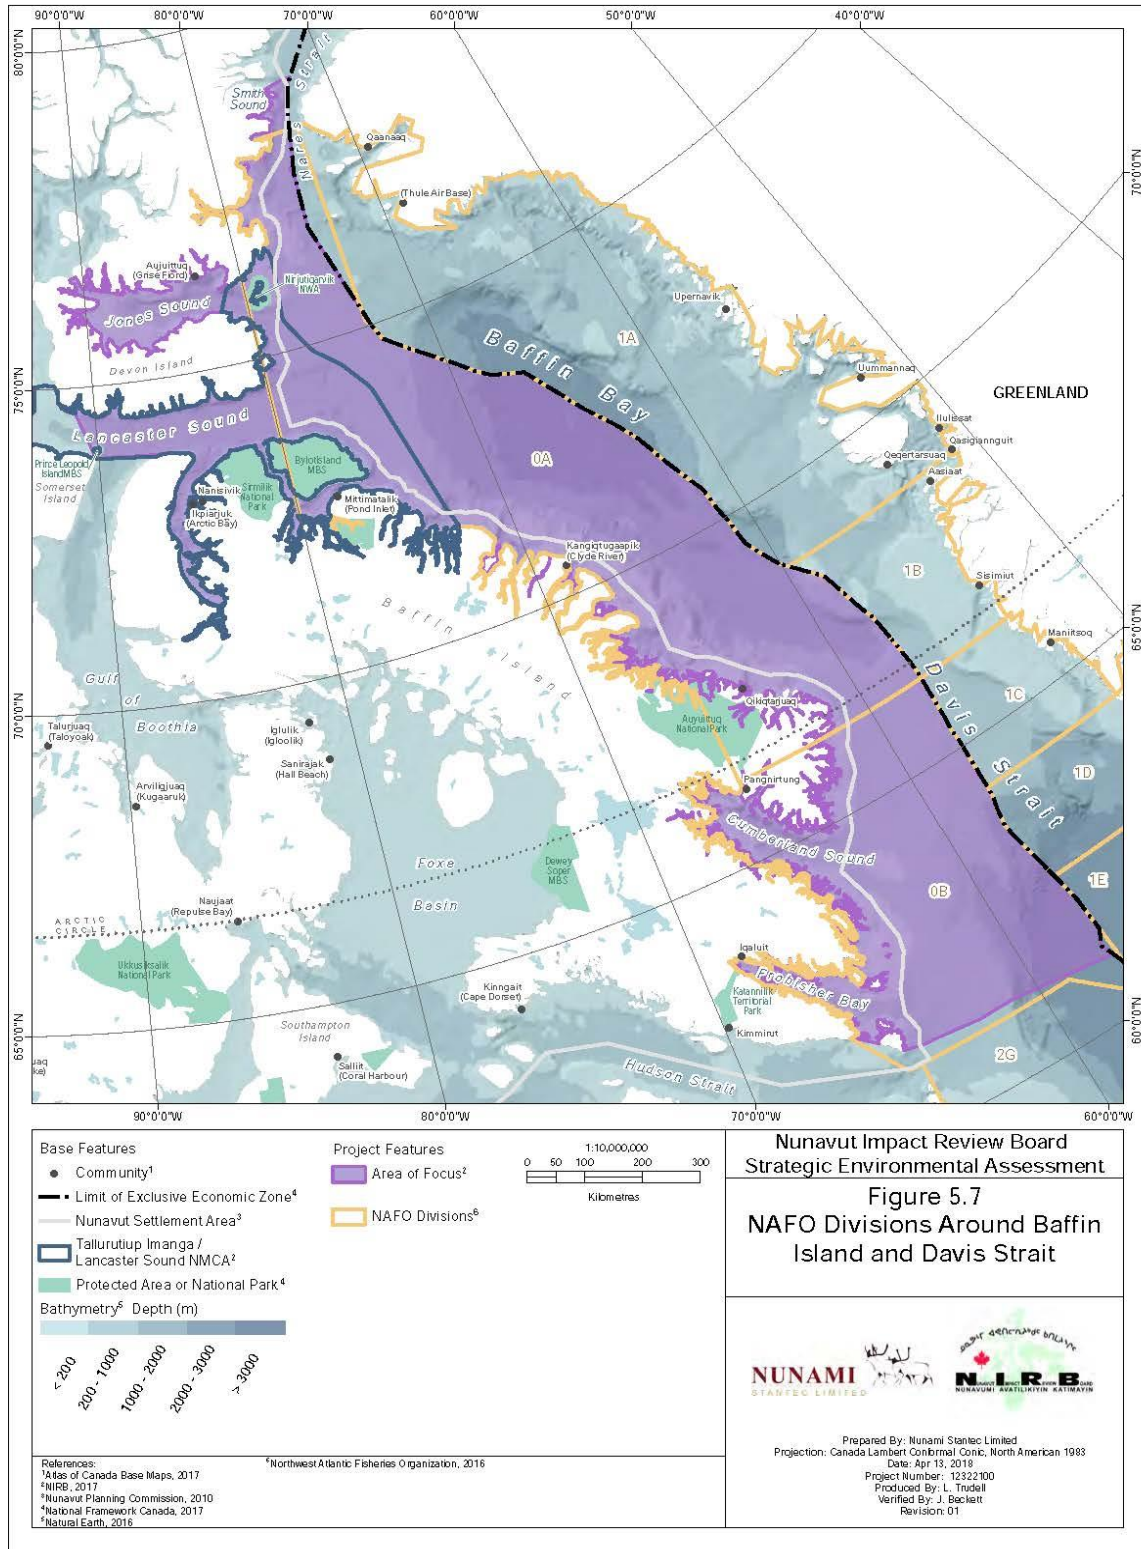 90°0'0"W
80°0'0"W
70°0'0"W
60°0'0"W
50°0'0"W
40°0'0"W
80°0'0"N
75°0'0"N
70°0'0"N
65°0'0"N
70°0'0"N
65°0'0"N
60°0'0"N
Smith
Sound
Nares Strait
Qaanaaq
(Thule Air Base)
Aujuittuq
(Grise Fiord)
Nirjutiqarvik
NWA
Jones Sound
Devon Island
Upernavik
1A
Baffin Bay
Uummannaq
GREENLAND
Ilulissat
Qasigiannguit
Qeqertarsuaq
Aasiaat
Lancaster Sound
Prince Leopold
Island MBS
Somerset
Island
Nanisivik
Ikpiarjuk
(Arctic Bay)
Sirmilik
National
Park
Bylot Island
MBS
Mittimatalik
(Pond Inlet)
0A
Kangiqtugaapik
(Clyde River)
1B
Sisimiut
Maniitsoq
Baffin Island
Gulf
of
Boothia
1C
Davis Strait
Qikiqtarjuaq
Auyuittuq
National Park
Talurjuaq
(Taloyoak)
Iglulik
(Igloolik)
Sanirajak
(Hall Beach)
Arviligjuaq
(Kugaaruk)
Pangnirtung
1D
Cumberland Sound
Foxe
Basin
Dewey
Soper
MBS
0B
1E
Naujaat
(Repulse Bay)
ARCTIC
CIRCLE
Ukkusiksalik
National Park
Iqaluit
Frobisher Bay
Kinngait
(Cape Dorset)
Katannilik
Territorial
Park
Kimmirut
Southampton
Island
Salliit
(Coral Harbour)
Hudson Strait
2G
90°0'0"W
80°0'0"W
70°0'0"W
60°0'0"W
Base Features
Community¹
Limit of Exclusive Economic Zone⁴
Nunavut Settlement Area³
Tallurutiup Imanga /
Lancaster Sound NMCA²
Protected Area or National Park⁴
Bathymetry⁵ Depth (m)
< 200
200 - 1000
1000 - 2000
2000 - 3000
> 3000
Project Features
Area of Focus²
NAFO Divisions⁶
1:10,000,000
0 50 100 200 300
Kilometres
Nunavut Impact Review Board
Strategic Environmental Assessment
Figure 5.7
NAFO Divisions Around Baffin
Island and Davis Strait
NUNAMI
STANTEC LIMITED
NIRB
NUNAVUT IMPACT REVIEW BOARD
NUNAVUMI AVATILIKIYIN KATIMAYIN
Prepared By: Nunami Stantec Limited
Projection: Canada Lambert Conformal Conic, North American 1983
Date: Apr 13, 2018
Project Number: 12322100
Produced By: L. Trudell
Verified By: J. Beckett
Revision: 01
References:
¹Atlas of Canada Base Maps, 2017
²NIRB, 2017
³Nunavut Planning Commission, 2010
⁴National Framework Canada, 2017
⁵Natural Earth, 2016
⁶Northwest Atlantic Fisheries Organization, 2016